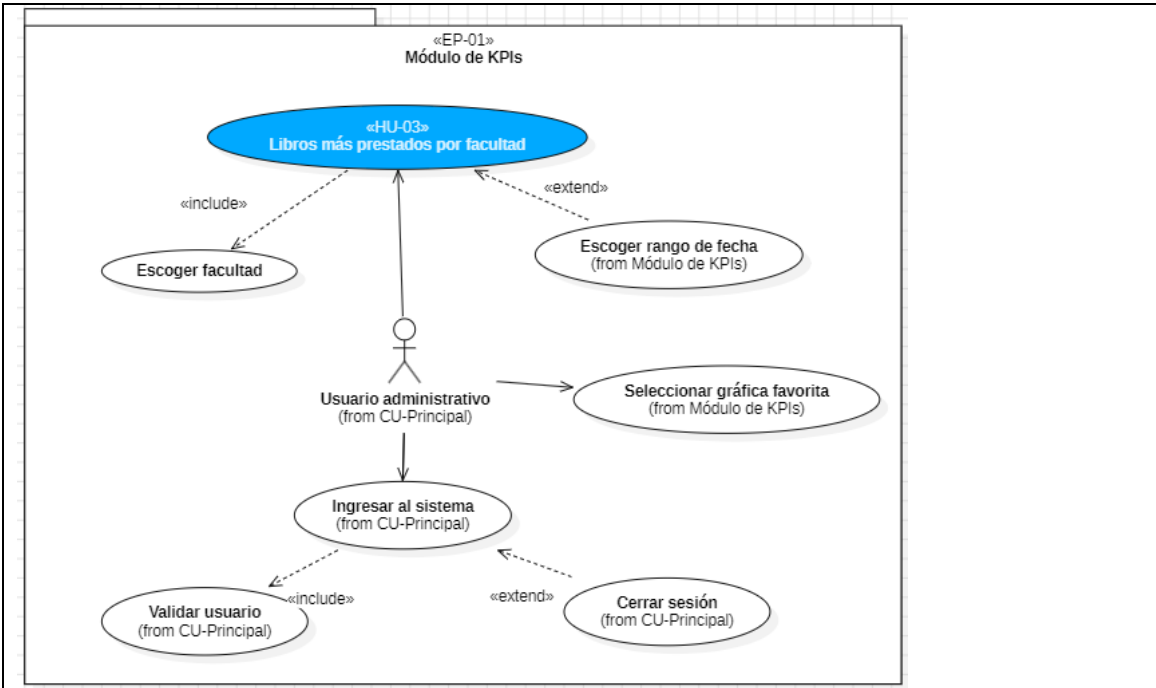 «EP-01»
Módulo de KPIs
«HU-03»
Libros más prestados por facultad
«include»
«extend»
Escoger facultad
Escoger rango de fecha
(from Módulo de KPIs)
Usuario administrativo
(from CU-Principal)
Seleccionar gráfica favorita
(from Módulo de KPIs)
Ingresar al sistema
(from CU-Principal)
«include»
«extend»
Validar usuario
(from CU-Principal)
Cerrar sesión
(from CU-Principal)